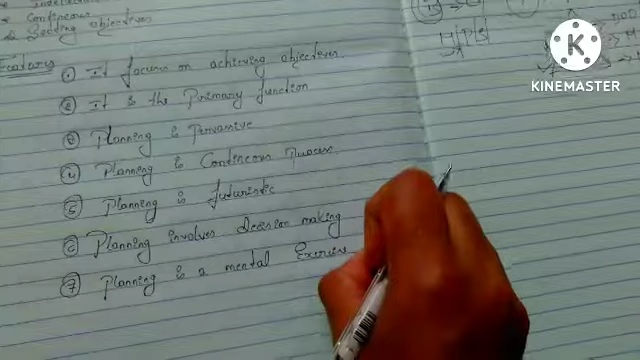 Contineous
Setting objectives
Features
① It focuses on achieving objectives
② It is the Primary function
③ Planning is Pervasive
④ Planning is Contineous Process
⑤ Planning is futuristic
⑥ Planning involves decision making
⑦ Planning is a mental Exercise
KINEMASTER